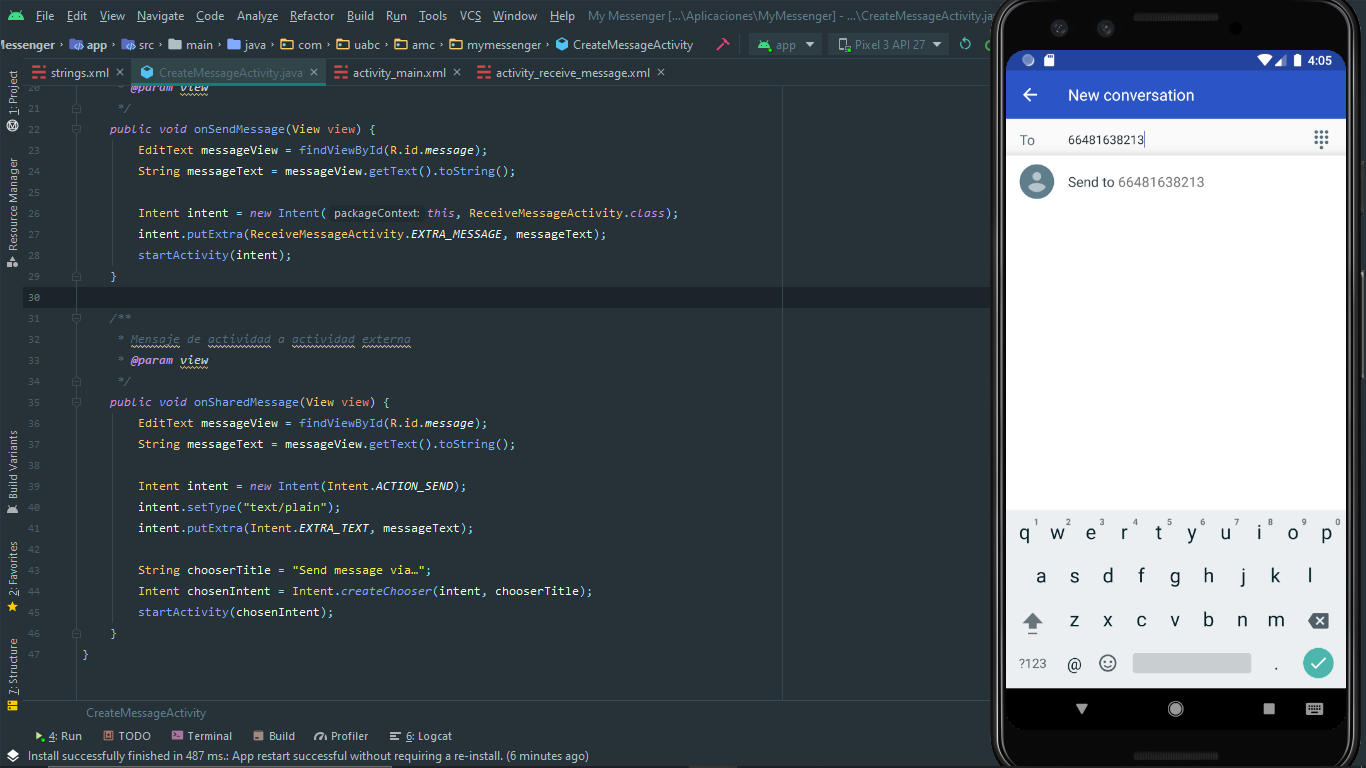 File Edit View Navigate Code Analyze Refactor Build Run Tools VCS Window Help My Messenger [...\Aplicaciones\MyMessenger] - ...\CreateMessageActivity.ja
lessenger app src main java com uabc amc mymessenger CreateMessageActivity app Pixel 3 API 27
strings.xml CreateMessageActivity.java activity_main.xml activity_receive_message.xml
1: Project
Resource Manager
Build Variants
2: Favorites
7: Structure
20 * @param view
21 */
22 public void onSendMessage(View view) {
23 EditText messageView = findViewById(R.id.message);
24 String messageText = messageView.getText().toString();
25
26 Intent intent = new Intent( packageContext: this, ReceiveMessageActivity.class);
27 intent.putExtra(ReceiveMessageActivity.EXTRA_MESSAGE, messageText);
28 startActivity(intent);
29 }
30
31 /**
32 * Mensaje de actividad a actividad externa
33 * @param view
34 */
35 public void onSharedMessage(View view) {
36 EditText messageView = findViewById(R.id.message);
37 String messageText = messageView.getText().toString();
38
39 Intent intent = new Intent(Intent.ACTION_SEND);
40 intent.setType("text/plain");
41 intent.putExtra(Intent.EXTRA_TEXT, messageText);
42
43 String chooserTitle = "Send message via…";
44 Intent chosenIntent = Intent.createChooser(intent, chooserTitle);
45 startActivity(chosenIntent);
46 }
47 }
CreateMessageActivity
4: Run TODO Terminal Build Profiler 6: Logcat
Install successfully finished in 487 ms.: App restart successful without requiring a re-install. (6 minutes ago)
4:05
New conversation
To 66481638213
Send to 66481638213
q1 w2 e3 r4 t5 y6 u7 i8 o9 p0
a s d f g h j k l
z x c v b n m
?123 @ .